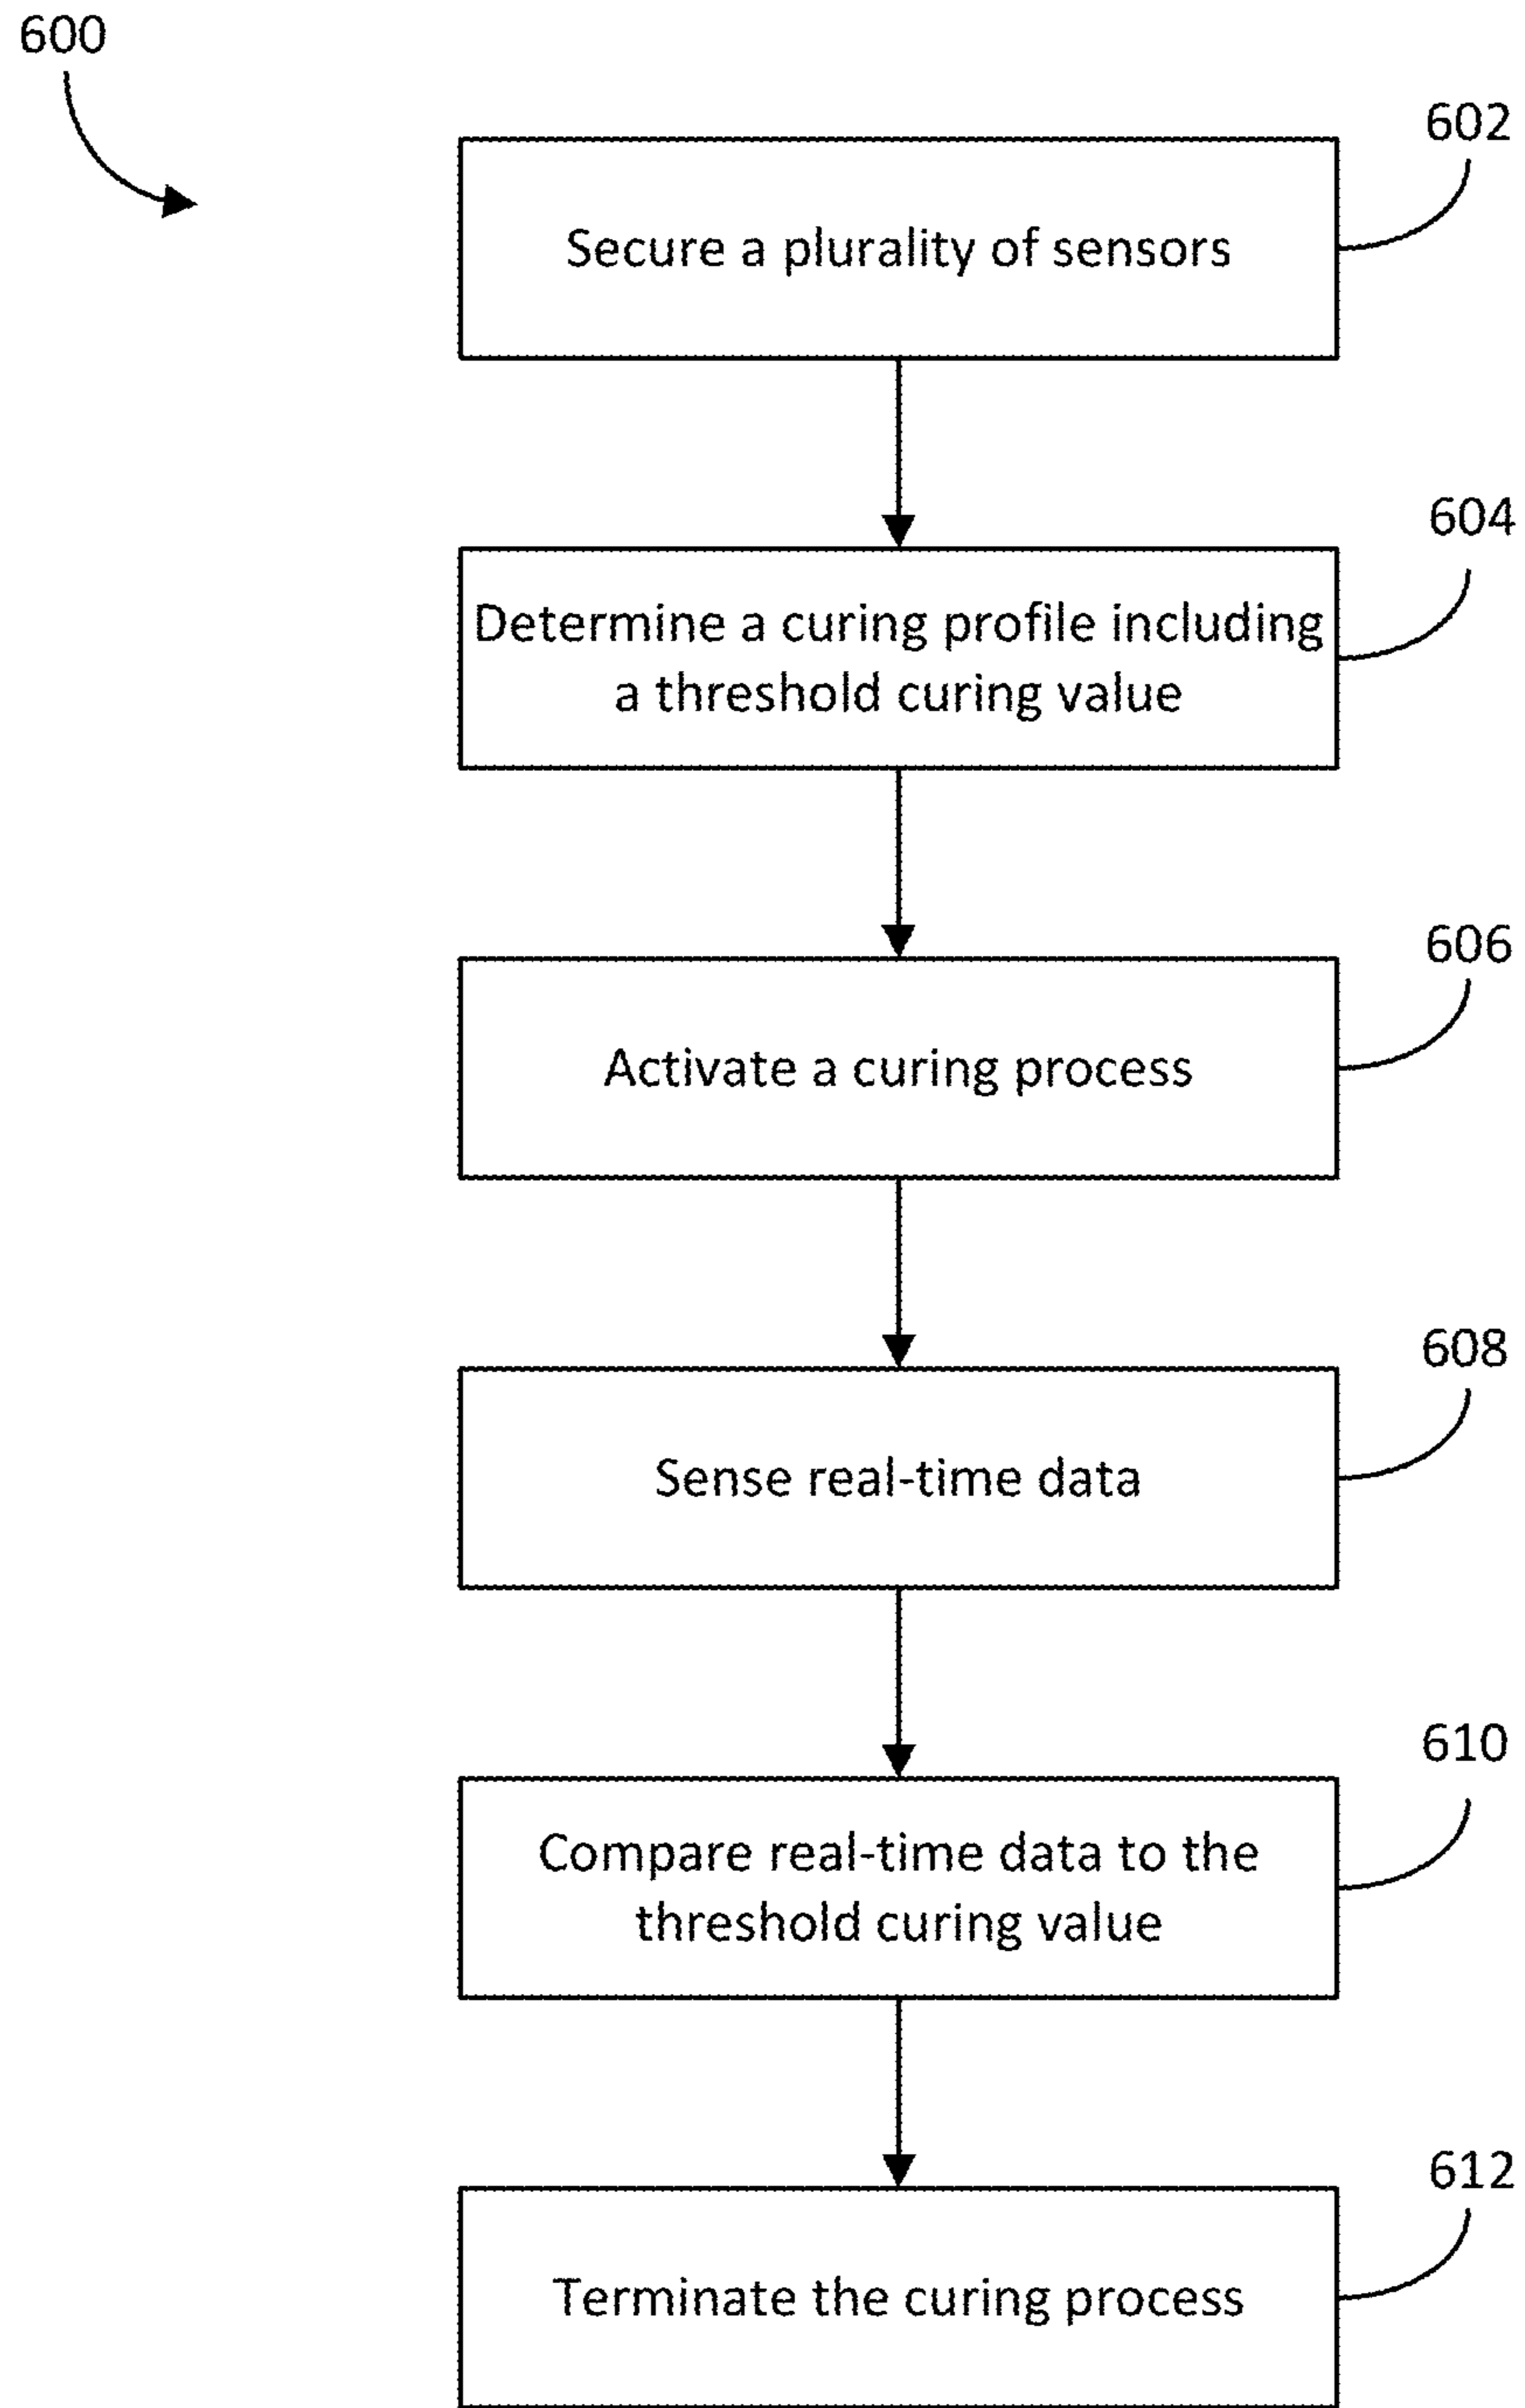 600
602
Secure a plurality of sensors
604
Determine a curing profile including
a threshold curing value
606
Activate a curing process
608
Sense real-time data
610
Compare real-time data to the
threshold curing value
612
Terminate the curing process